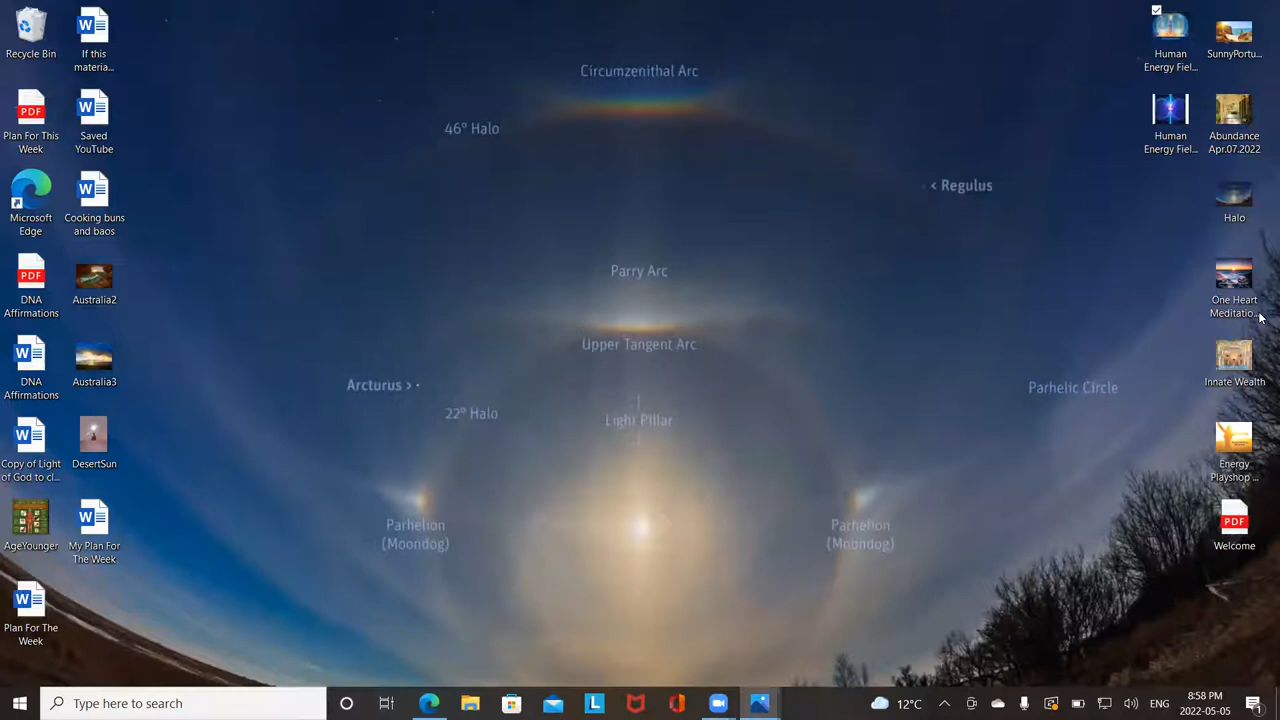 Recycle Bin
If this
materia...
Plan For This
Week
Saved
YouTube
Microsoft
Edge
Cooking buns
and baos
DNA
Affirmations
Australia2
DNA
Affirmations
Australia3
Copy of Light
of God to cl...
DesertSun
AgeYounger
My Plan For
The Week
Plan For The
Week
Circumzenithal Arc
46° Halo
< Regulus
Parry Arc
Upper Tangent Arc
Arcturus >
22° Halo
Light Pillar
Parhelic Circle
Parhelion
(Moondog)
Parhelion
(Moondog)
Human
Energy Fiel...
SunnyPortu...
Human
Energy Fiel...
Abundance
Apr.07.2022
Halo
One Heart
Meditatio...
Innate Wealth
Energy
Playshop ...
PDF
Welcome
PDF
PDF
Type here to search
12°C
ENG
8:58 PM
2022-05-05
1